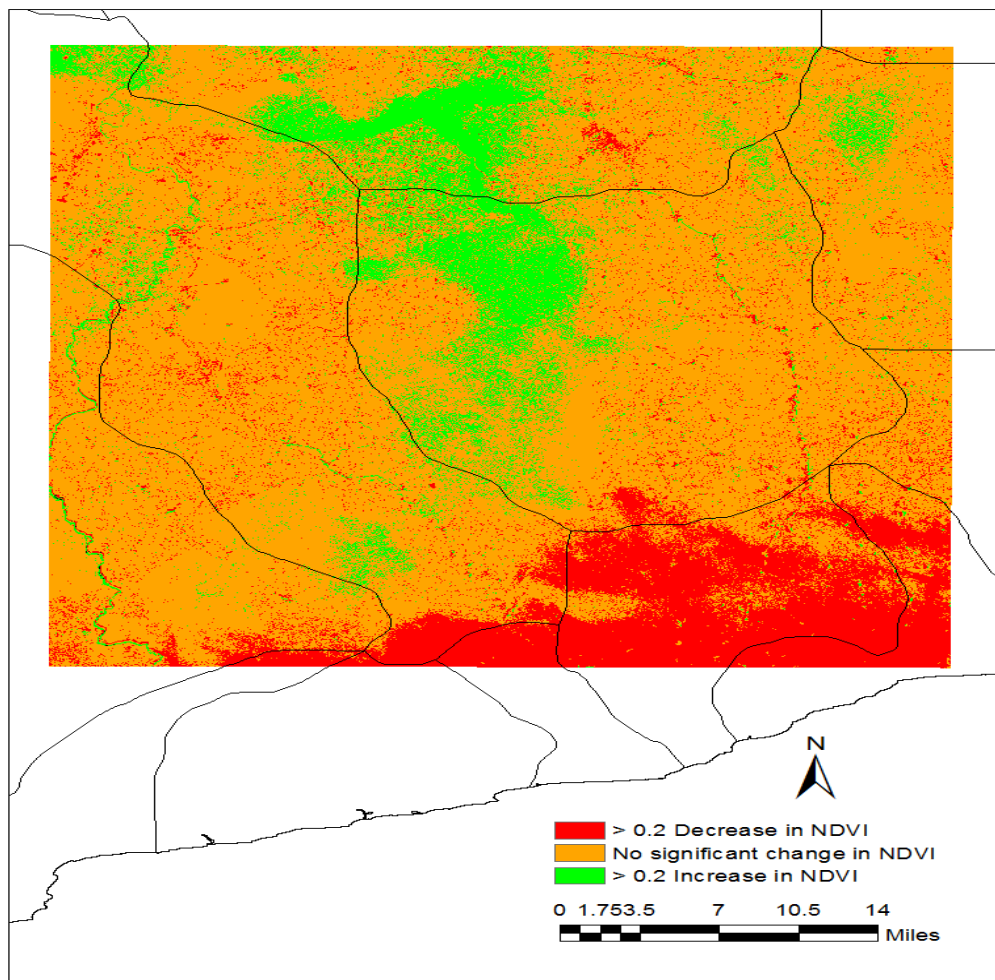 N
> 0.2 Decrease in NDVI
No significant change in NDVI
> 0.2 Increase in NDVI
0 1.753.5 7 10.5 14
Miles